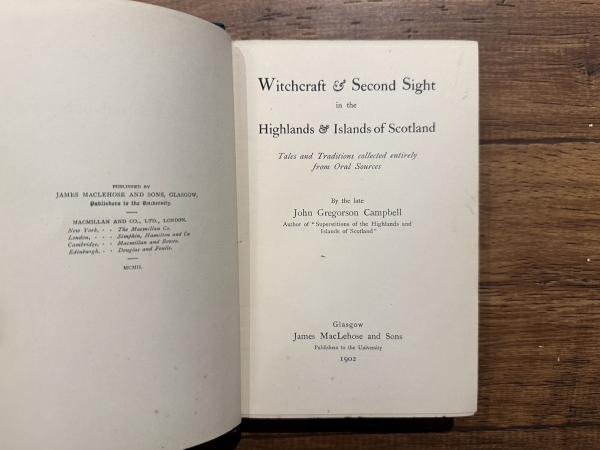 PUBLISHED BY
JAMES MACLEHOSE AND SONS, GLASGOW,
Publishers to the University.
MACMILLAN AND CO., LTD., LONDON.
New York, · · The Macmillan Co.
London, · · · Simpkin, Hamilton and Co
Cambridge, · · Macmillan and Bowes.
Edinburgh, · · Douglas and Foulis.
MCMII.
Witchcraft & Second Sight
in the
Highlands & Islands of Scotland
Tales and Traditions collected entirely
from Oral Sources
By the late
John Gregorson Campbell
Author of "Superstitions of the Highlands and
Islands of Scotland"
Glasgow
James MacLehose and Sons
Publishers to the University
1902